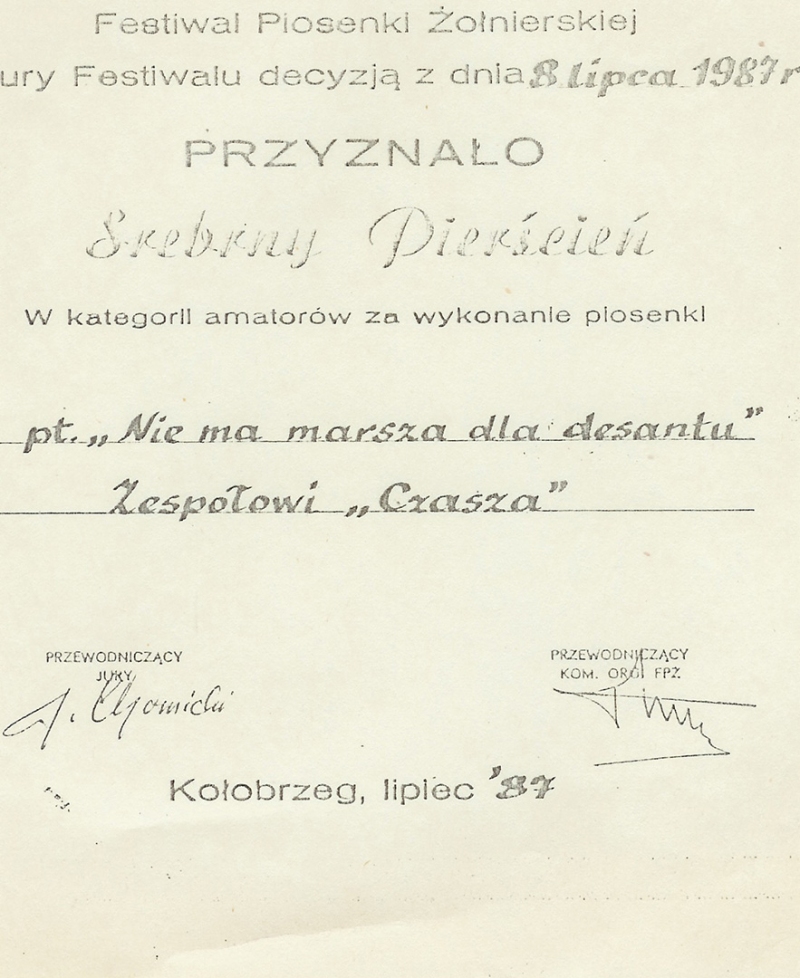 Festiwal Piosenki Żołnierskiej
ury Festiwalu decyzją z dnia 8 lipca 1987 r
PRZYZNAŁO
Srebrny Pierścień
W kategorii amatorów za wykonanie piosenki
pt. „Nie ma marsza dla desantu”
Zespołowi „Czasza”
PRZEWODNICZĄCY
JURY
PRZEWODNICZĄCY
KOM. ORG. FPŻ
Kołobrzeg, lipiec '87